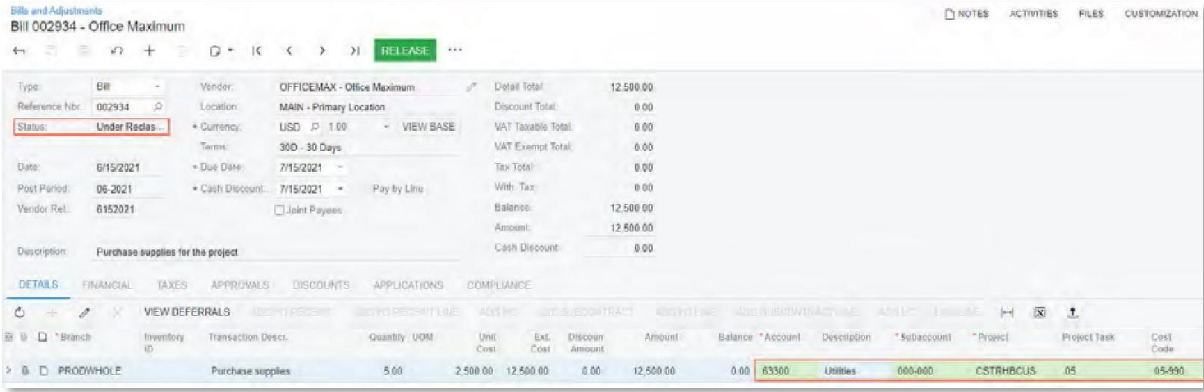 Bills and Adjustments
Bill 002934 - Office Maximum
NOTES ACTIVITIES FILES CUSTOMIZATION
RELEASE
Type: Bill Vendor: OFFICEMAX - Office Maximum Detail Total: 12,500.00
Reference Nbr.: 002934 Location: MAIN - Primary Location Discount Total: 0.00
Status: Under Reclas... * Currency: USD 1.00 VIEW BASE VAT Taxable Total: 0.00
Terms: 30D - 30 Days VAT Exempt Total: 0.00
Date: 6/15/2021 * Due Date: 7/15/2021 Tax Total: 0.00
Post Period: 06-2021 * Cash Discount... 7/15/2021 Pay by Line With. Tax: 0.00
Vendor Ref.: 6152021 Joint Payees Balance: 12,500.00
Amount: 12,500.00
Description: Purchase supplies for the project Cash Discount: 0.00
DETAILS FINANCIAL TAXES APPROVALS DISCOUNTS APPLICATIONS COMPLIANCE
VIEW DEFERRALS
* Branch Inventory ID Transaction Descr. Quantity UOM Unit Cost Ext. Cost Discoun Amount Amount Balance * Account Description * Subaccount * Project Project Task Cost Code
PRODWHOLE Purchase supplies 5.00 2,500.00 12,500.00 0.00 12,500.00 0.00 63300 Utilities 000-000 CSTRHBCUS 05 05-990